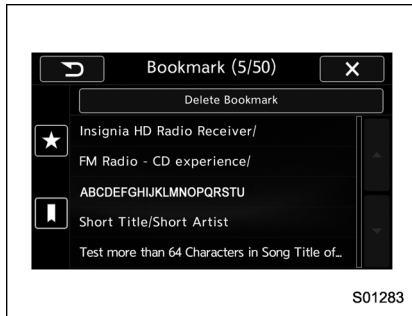 Bookmark (5/50)
Delete Bookmark
Insignia HD Radio Receiver/
FM Radio - CD experience/
ABCDEFGHIJKLMNOPQRSTU
Short Title/Short Artist
Test more than 64 Characters in Song Title of...
S01283